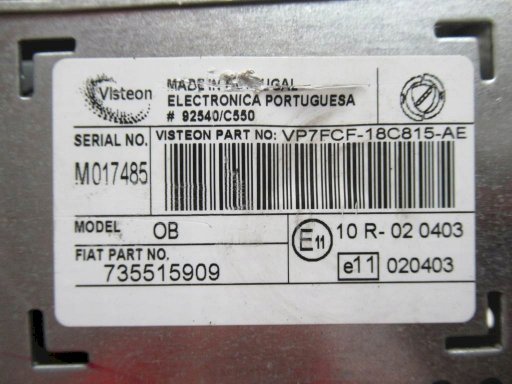 Visteon
MADE IN PORTUGAL
ELECTRONICA PORTUGUESA
# 92540/C550
SERIAL NO. VISTEON PART NO: VP7FCF-18C815-AE
M017485
MODEL OB
E11 10 R- 02 0403
FIAT PART NO.
735515909
e11 020403